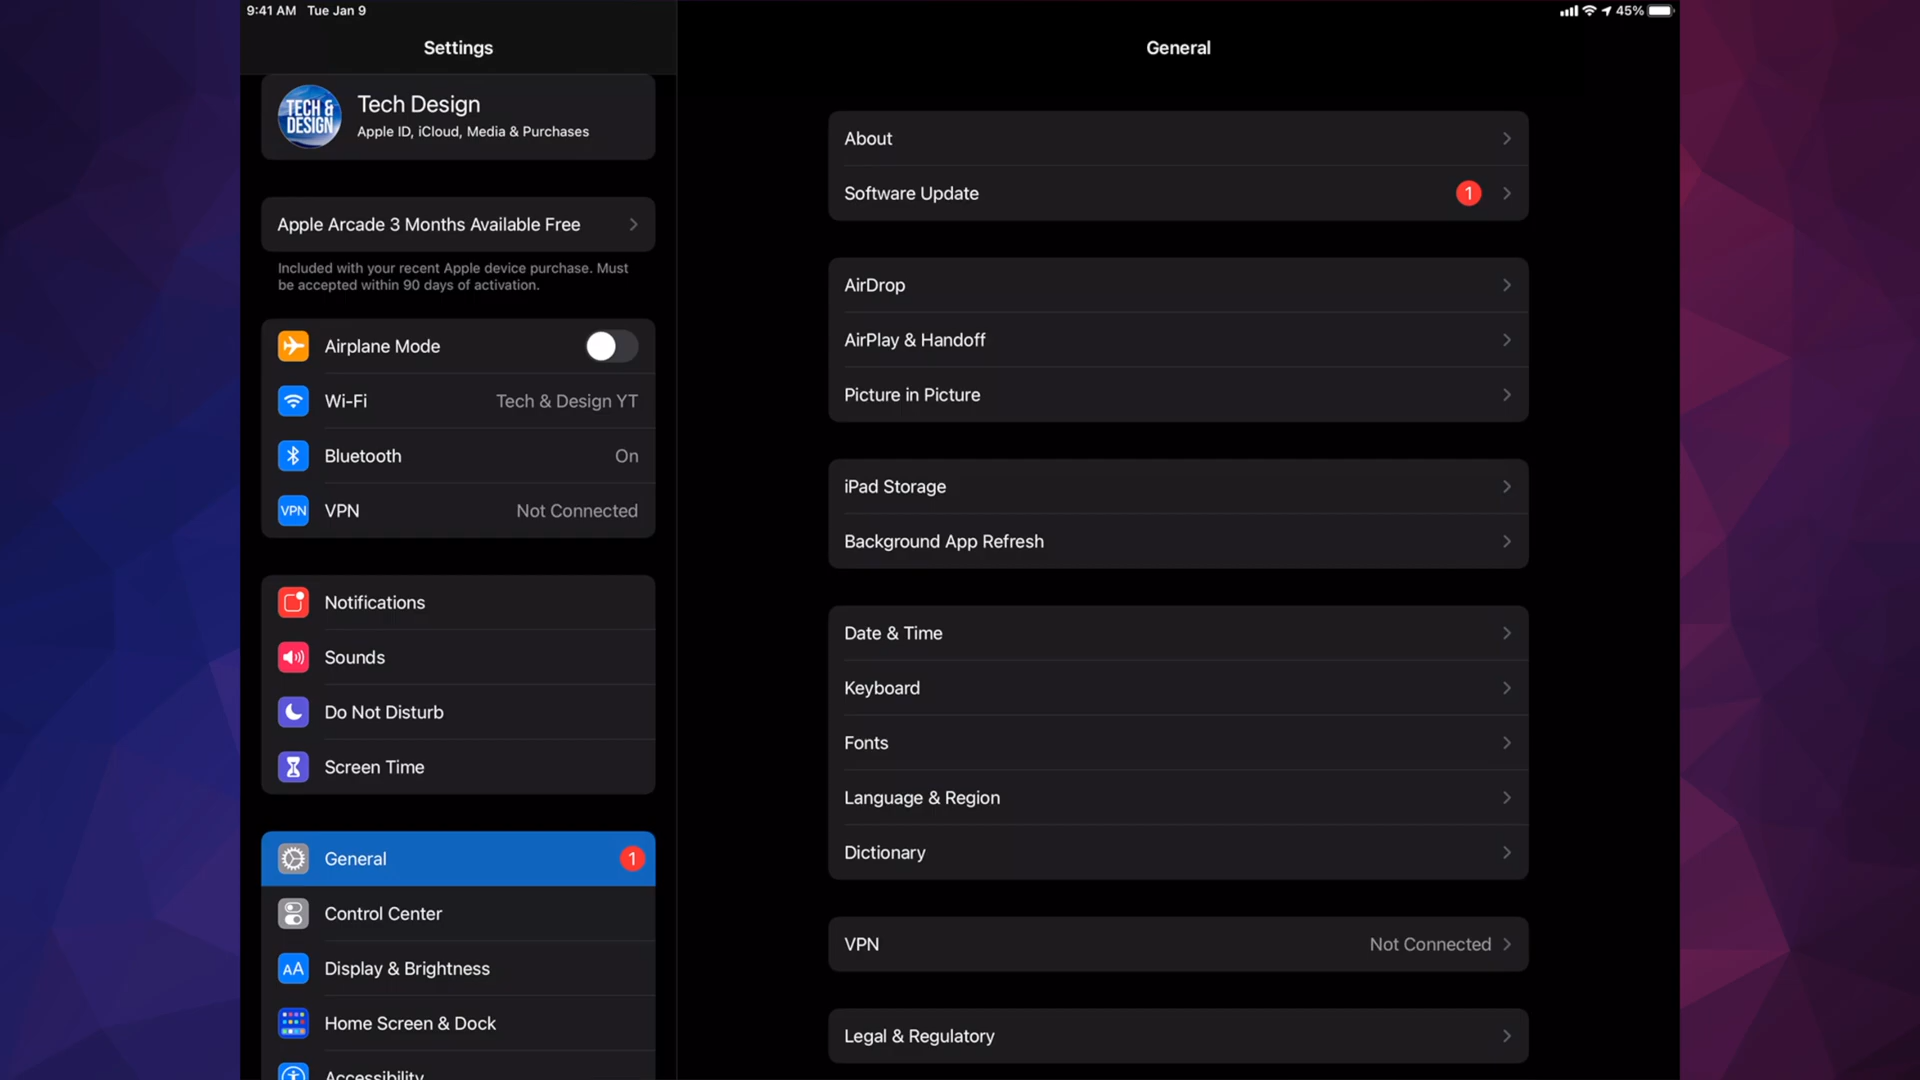 9:41 AM Tue Jan 9
45%
Settings
TECH &
DESIGN
Tech Design
Apple ID, iCloud, Media & Purchases
Apple Arcade 3 Months Available Free
Included with your recent Apple device purchase. Must
be accepted within 90 days of activation.
Airplane Mode
Wi-Fi Tech & Design YT
Bluetooth On
VPN VPN Not Connected
Notifications
Sounds
Do Not Disturb
Screen Time
General 1
Control Center
AA Display & Brightness
Home Screen & Dock
Accessibility
General
About
Software Update 1
AirDrop
AirPlay & Handoff
Picture in Picture
iPad Storage
Background App Refresh
Date & Time
Keyboard
Fonts
Language & Region
Dictionary
VPN Not Connected
Legal & Regulatory